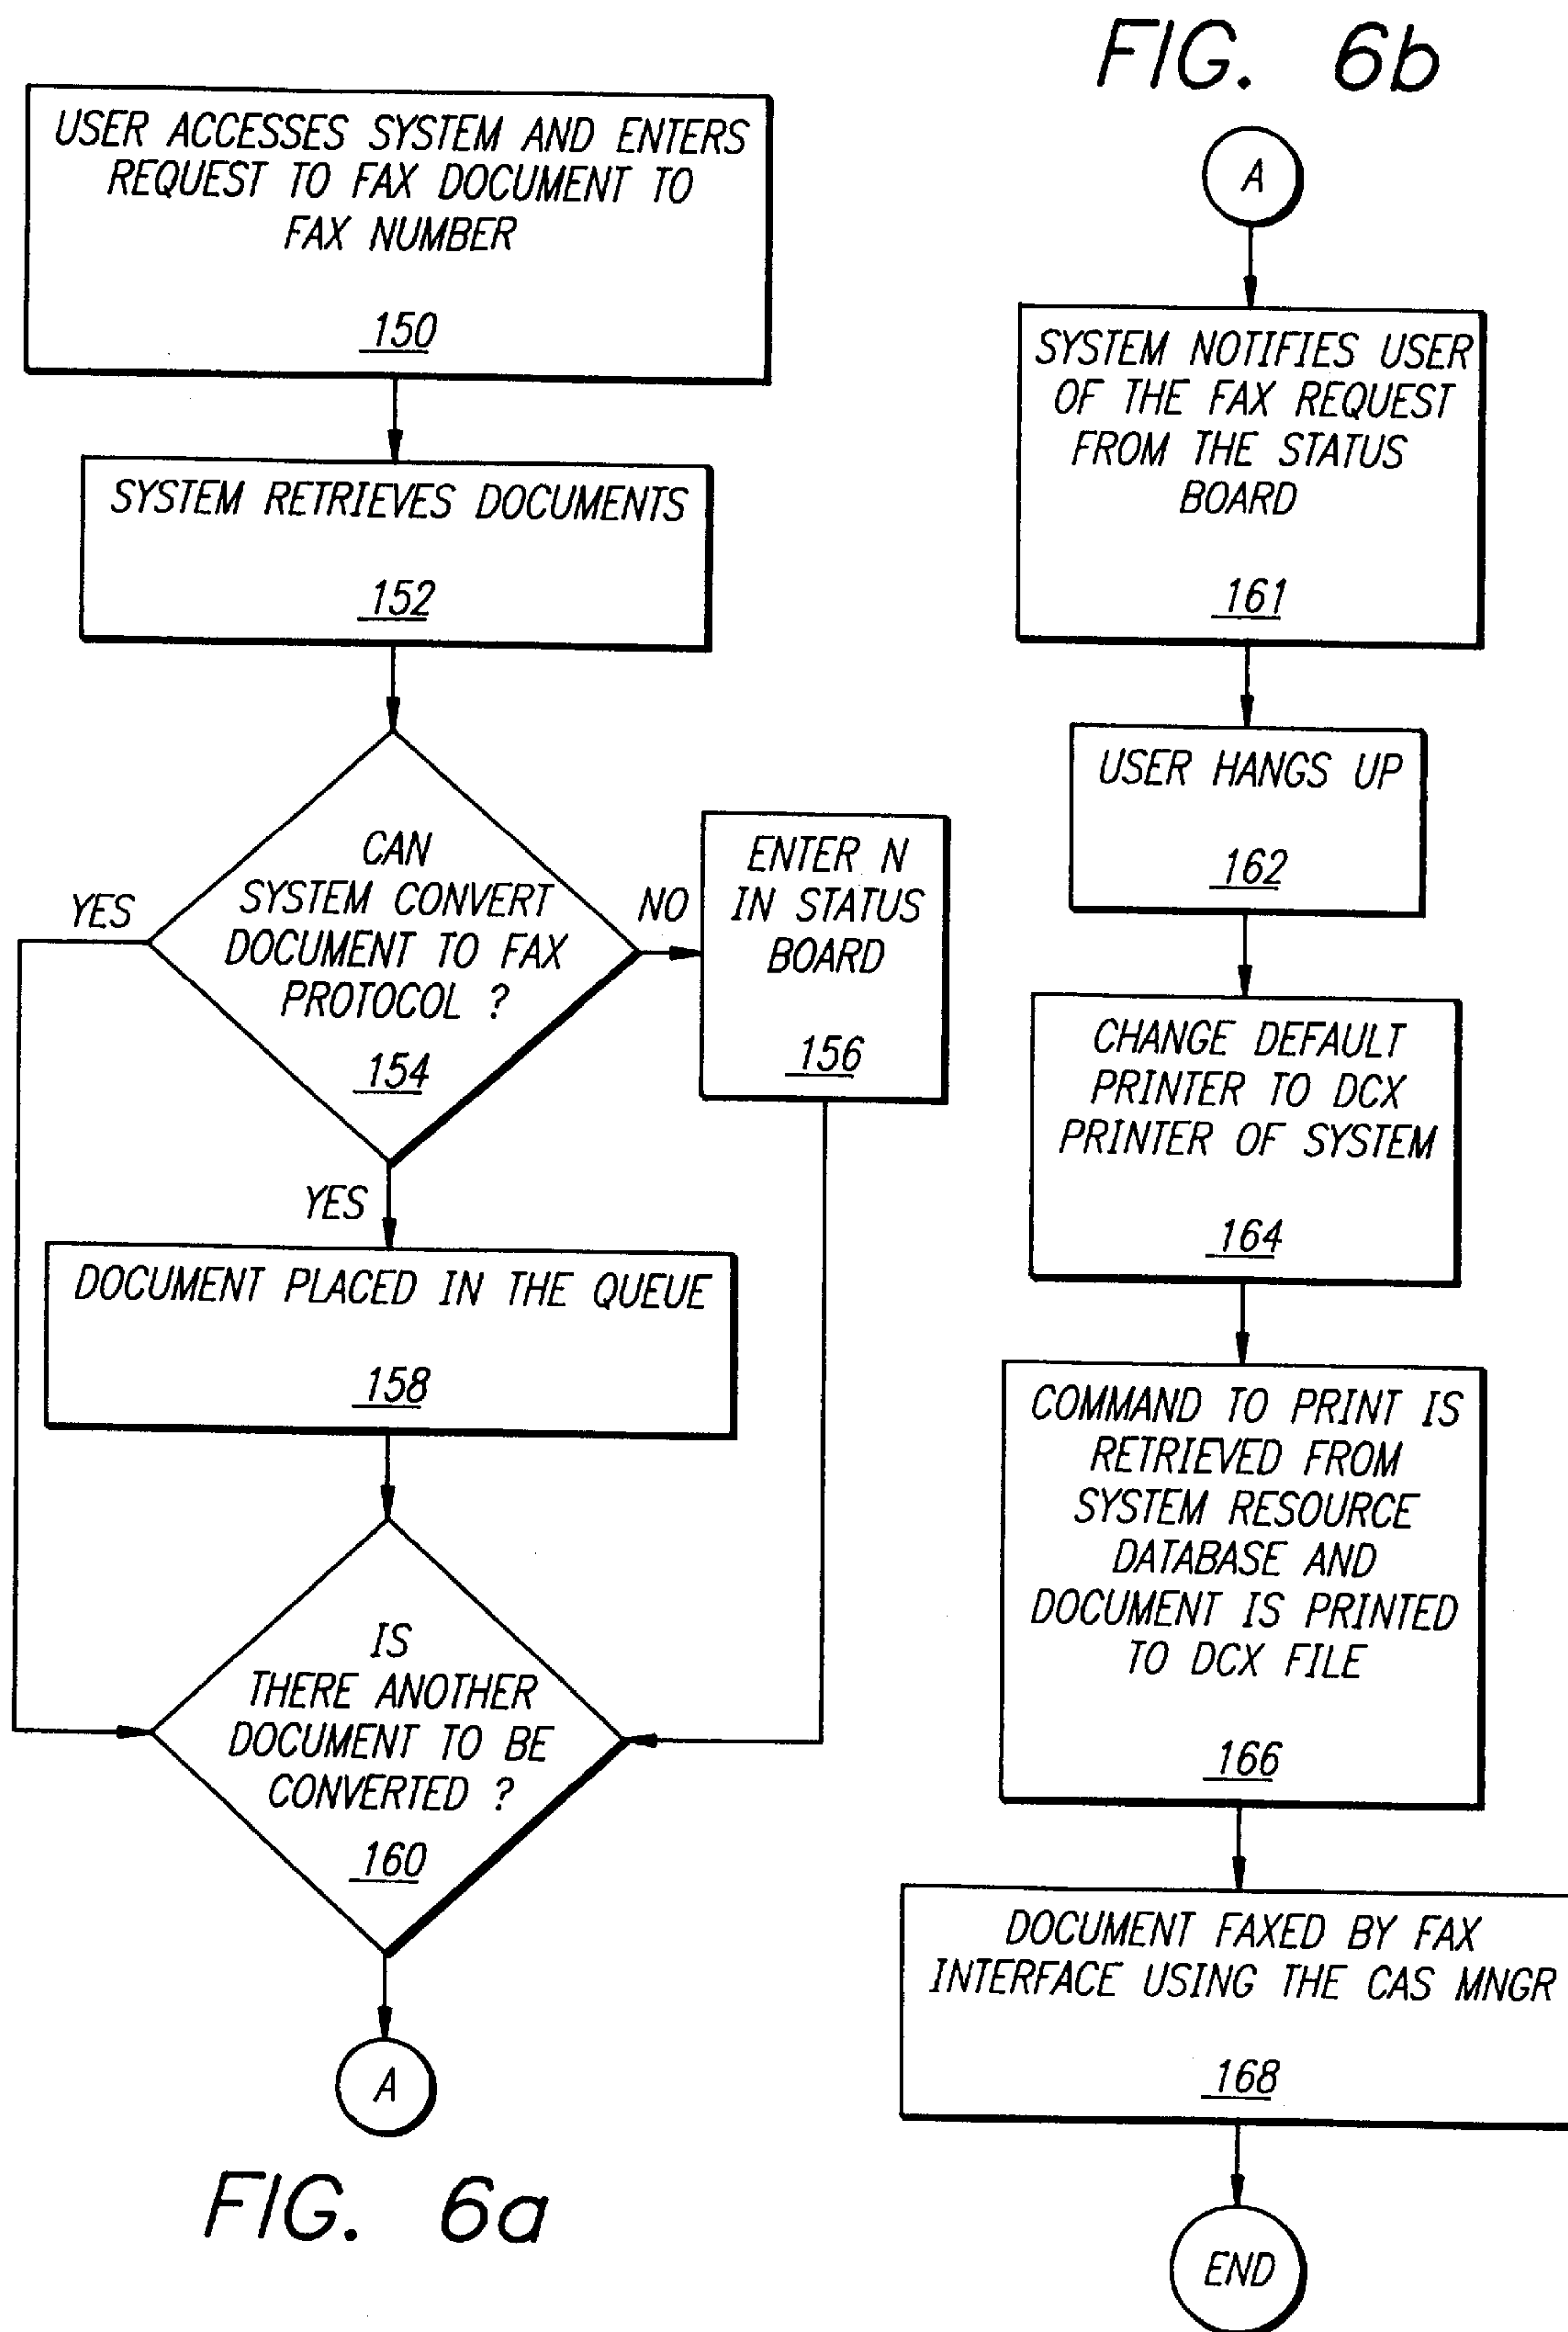 USER ACCESSES SYSTEM AND ENTERS
REQUEST TO FAX DOCUMENT TO
FAX NUMBER
150
SYSTEM RETRIEVES DOCUMENTS
152
CAN
SYSTEM CONVERT
DOCUMENT TO FAX
PROTOCOL ?
154
YES
NO
ENTER N
IN STATUS
BOARD
156
YES
DOCUMENT PLACED IN THE QUEUE
158
IS
THERE ANOTHER
DOCUMENT TO BE
CONVERTED ?
160
A
FIG. 6a
FIG. 6b
A
SYSTEM NOTIFIES USER
OF THE FAX REQUEST
FROM THE STATUS
BOARD
161
USER HANGS UP
162
CHANGE DEFAULT
PRINTER TO DCX
PRINTER OF SYSTEM
164
COMMAND TO PRINT IS
RETRIEVED FROM
SYSTEM RESOURCE
DATABASE AND
DOCUMENT IS PRINTED
TO DCX FILE
166
DOCUMENT FAXED BY FAX
INTERFACE USING THE CAS MNGR
168
END